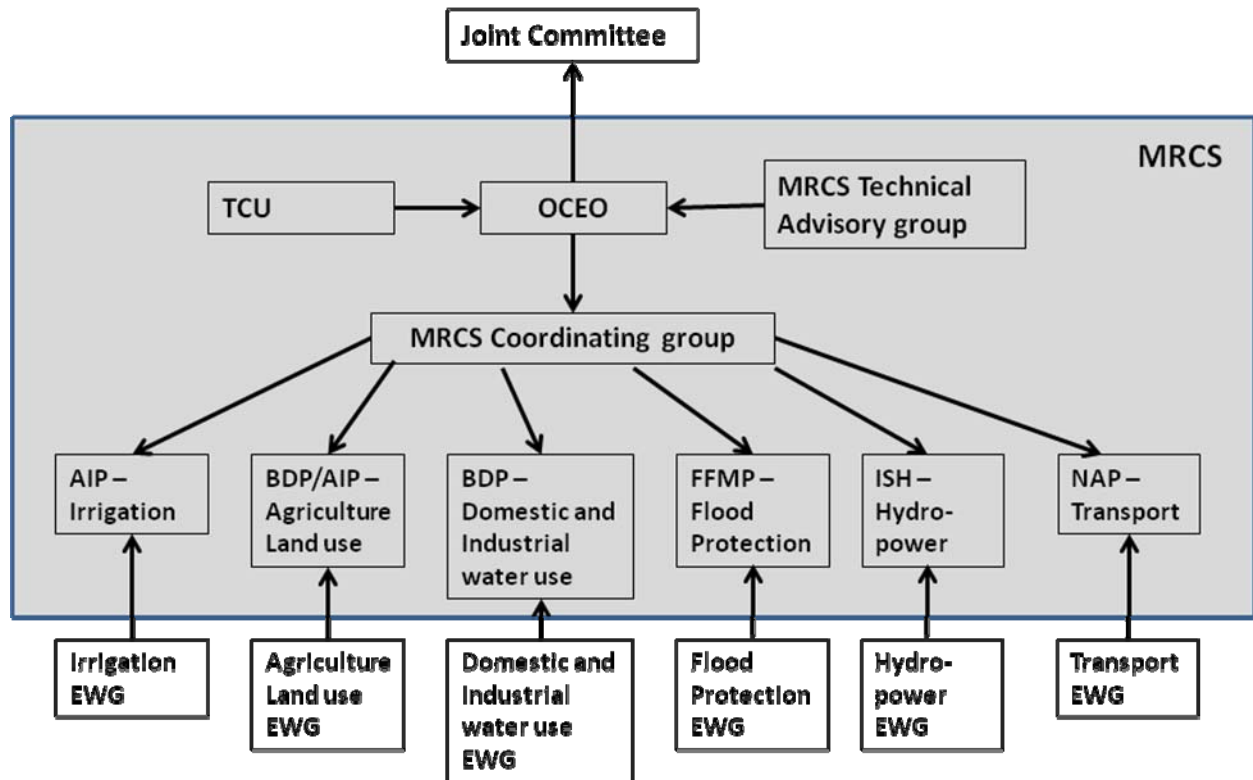 Joint Committee
MRCS
TCU
OCEO
MRCS Technical
Advisory group
MRCS Coordinating group
AIP –
Irrigation
BDP/AIP –
Agriculture
Land use
BDP –
Domestic and
Industrial
water use
FFMP –
Flood
Protection
ISH –
Hydro-
power
NAP –
Transport
Irrigation
EWG
Agriculture
Land use
EWG
Domestic and
Industrial
water use
EWG
Flood
Protection
EWG
Hydro-
power
EWG
Transport
EWG